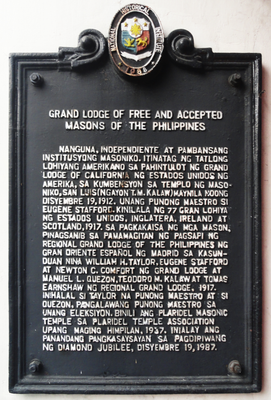 NATIONAL HISTORICAL INSTITUTE
1988
GRAND LODGE OF FREE AND ACCEPTED
MASONS OF THE PHILIPPINES
NANGUNA, INDEPENDIENTE AT PAMBANSANG
INSTITUSYONG MASONIKO. ITINATAG NG TATLONG
LOHIYANG AMERIKANO SA PAHINTULOT NG GRAND
LODGE OF CALIFORNIA NG ESTADOS UNIDOS NG
AMERIKA, SA KUMBENSYON SA TEMPLO NG MASO-
NIKO, SAN LUIS (NGAYON T.M. KALAW) MAYNILA NOONG
DISYEMBRE 19, 1912. UNANG PUNONG MAESTRO SI
EUGENE STAFFORD. KINILALA NG 77 GRAN LOHIYA
NG ESTADOS UNIDOS, INGLATERA, IRELAND AT
SCOTLAND, 1917. SA PAGKAKAISA NG MGA MASON,
PINAGSANIB SA PAMAMAGITAN NG PAGSAPI NG
REGIONAL GRAND LODGE OF THE PHILIPPINES NG
GRAN ORIENTE ESPAÑOL NG MADRID SA KASUN-
DUAN NINA WILLIAM H. TAYLOR, EUGENE STAFFORD
AT NEWTON C. COMFORT NG GRAND LODGE AT
MANUEL L. QUEZON, TEODORO M. KALAW AT TOMAS
EARNSHAW NG REGIONAL GRAND LODGE, 1917.
INIHALAL SI TAYLOR NA PUNONG MAESTRO AT SI
QUEZON, PANGALAWANG PUNONG MAESTRO SA
UNANG ELEKSIYON. BINILI ANG PLARIDEL MASONIC
TEMPLE SA PLARIDEL TEMPLE ASSOCIATION
UPANG MAGING HIMPILAN, 1937. INIALAY ANG
PANANDANG PANGKASAYSAYAN SA PAGDIRIWANG
NG DIAMOND JUBILEE, DISYEMBRE 19, 1987.